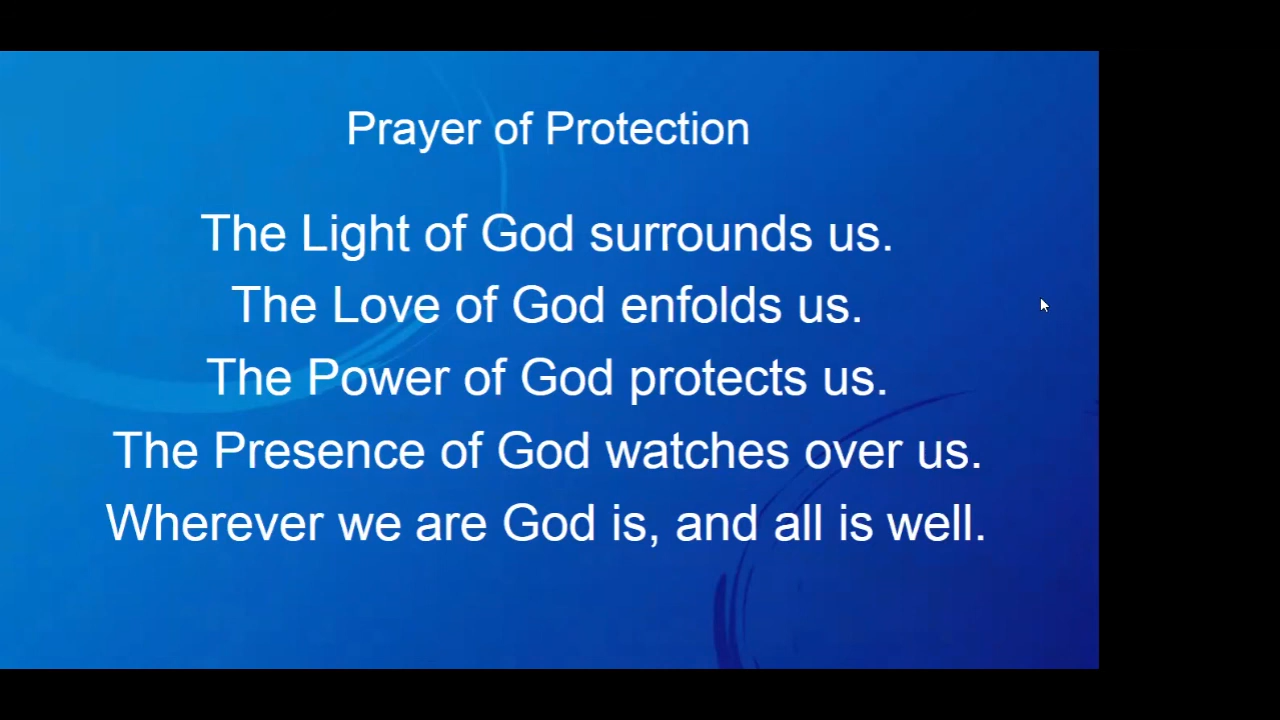 Prayer of Protection
The Light of God surrounds us.
The Love of God enfolds us.
The Power of God protects us.
The Presence of God watches over us.
Wherever we are God is, and all is well.